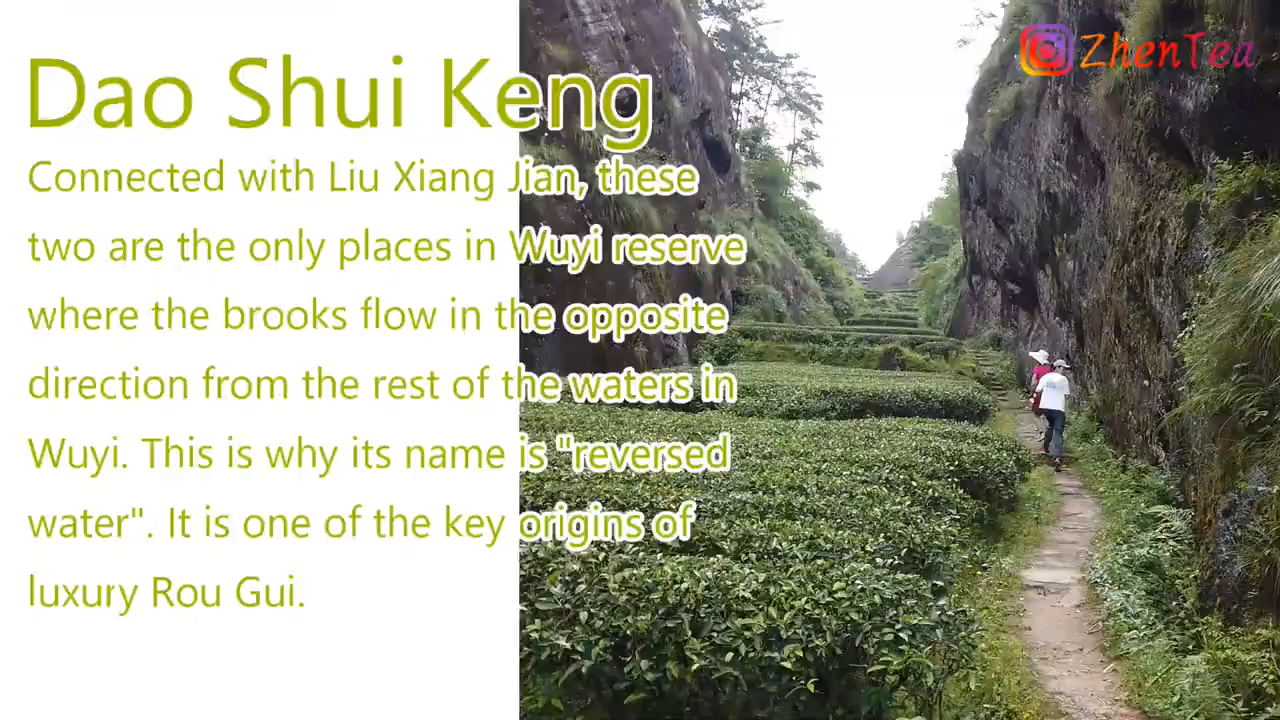 Dao Shui Keng
ZhenTea
Connected with Liu Xiang Jian, these
two are the only places in Wuyi reserve
where the brooks flow in the opposite
direction from the rest of the waters in
Wuyi. This is why its name is "reversed
water". It is one of the key origins of
luxury Rou Gui.